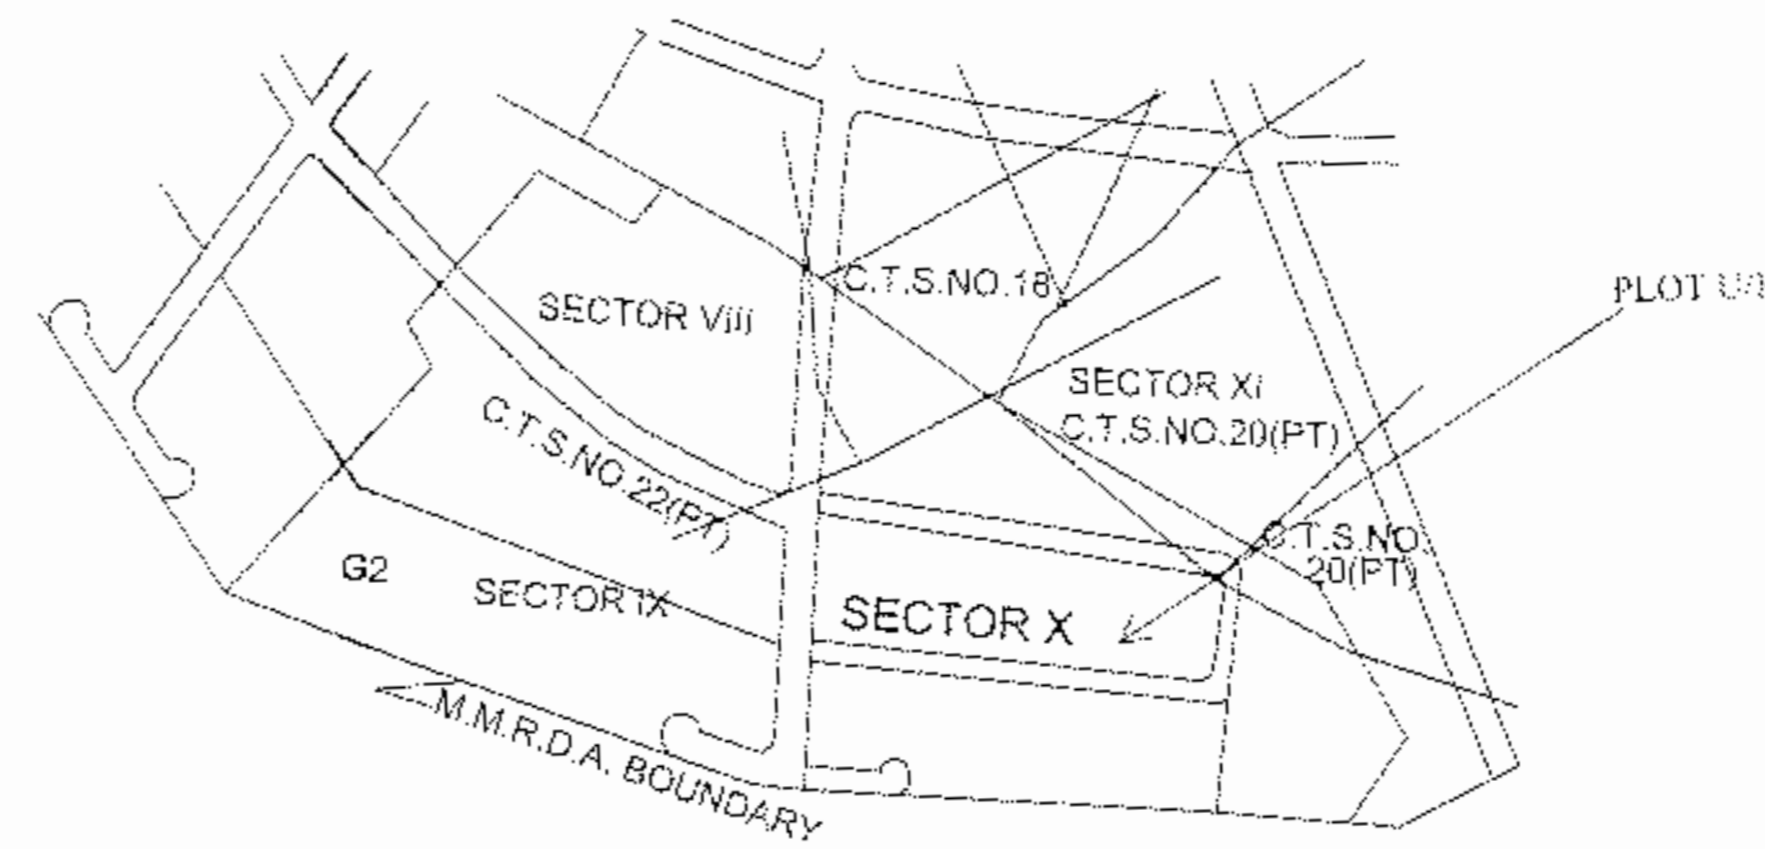 C.T.S.NO.18
SECTOR Viii
PLOT U/
SECTOR Xi
C.T.S.NO.20(PT)
C.T.S.NO.22(PT)
C.T.S.NO.
20(PT)
G2
SECTOR IX
SECTOR X
M.M.R.D.A. BOUNDARY